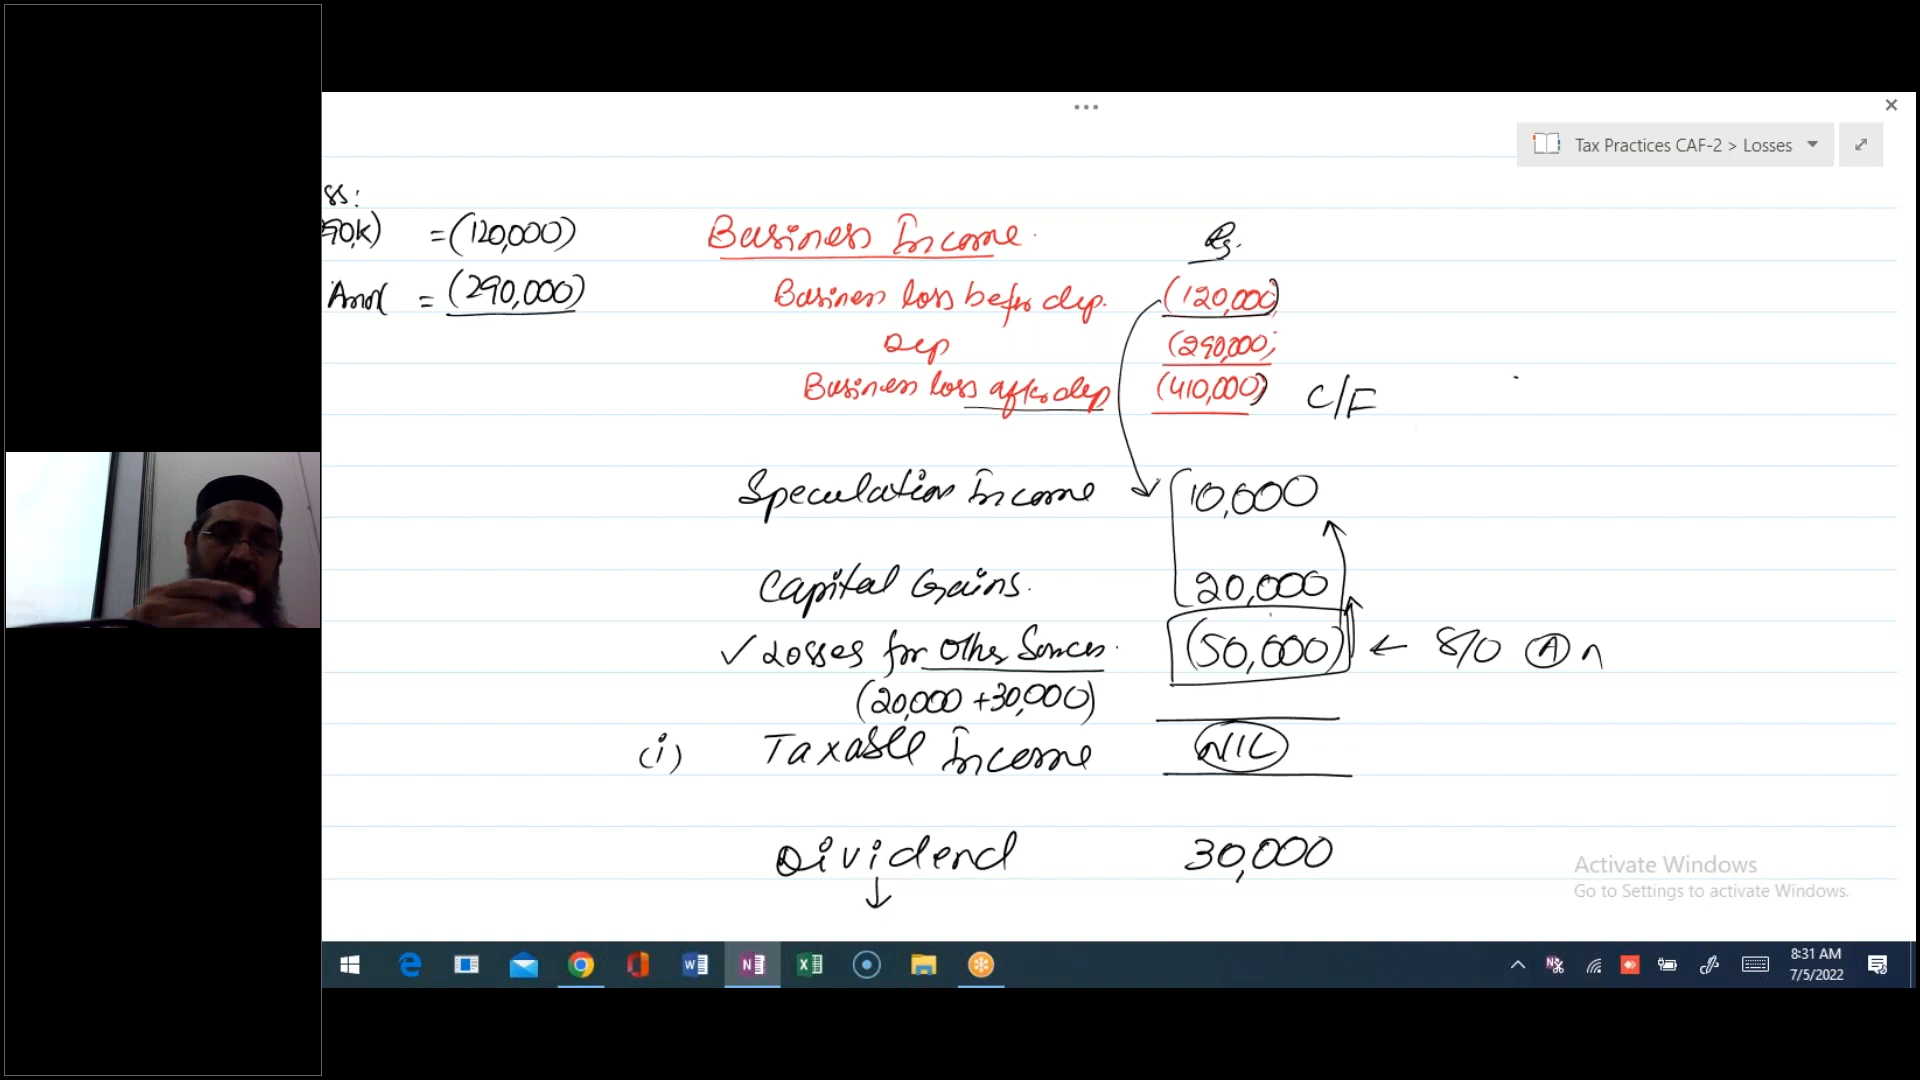 Tax Practices CAF-2 > Losses
ss:
90k) = (120,000)
Amr = (290,000)
Business Income Rs.
Business loss before dep. (120,000)
Dep (290,000)
Business loss after dep (410,000) C/F
Speculation Income 10,000
Capital Gains. 20,000
✓ Losses for Other Sources. (50,000) ← S/O A
(20,000 + 30,000)
(i) Taxable Income NIL
Dividend 30,000
Activate Windows
Go to Settings to activate Windows.
8:31 AM
7/5/2022